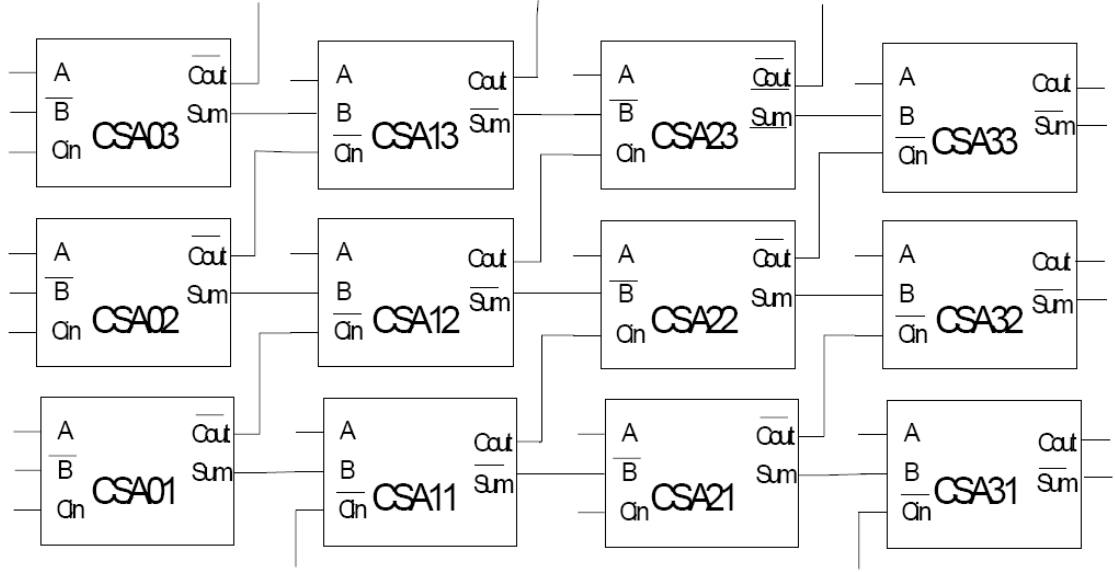 A
Cout
B
Sum
CSA03
Cin
A
Cout
B
Sum
CSA13
Cin
A
Cout
B
Sum
CSA23
Cin
A
Cout
B
Sum
CSA33
Cin
A
Cout
B
Sum
CSA02
Cin
A
Cout
B
Sum
CSA12
Cin
A
Cout
B
Sum
CSA22
Cin
A
Cout
B
Sum
CSA32
Cin
A
Cout
B
Sum
CSA01
Cin
A
Cout
B
Sum
CSA11
Cin
A
Cout
B
Sum
CSA21
Cin
A
Cout
B
Sum
CSA31
Cin